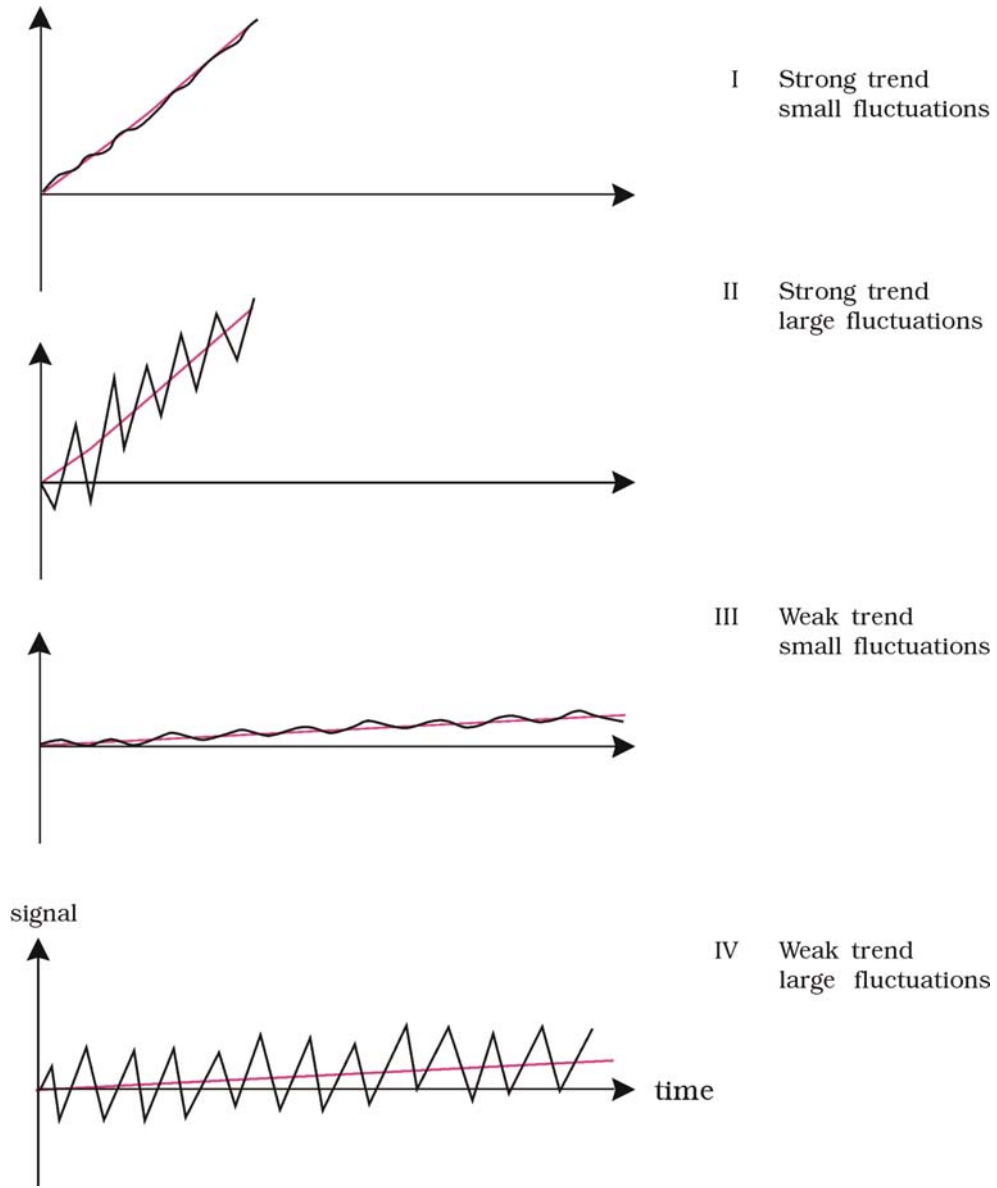 I Strong trend
small fluctuations
II Strong trend
large fluctuations
III Weak trend
small fluctuations
signal
IV Weak trend
large fluctuations
time